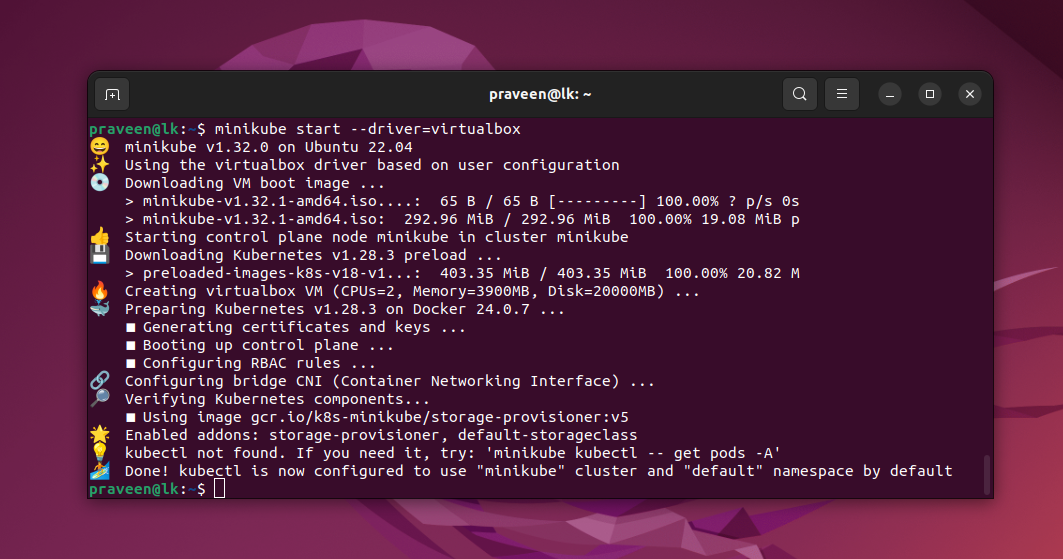 praveen@lk: ~
praveen@lk:~$ minikube start --driver=virtualbox
😄 minikube v1.32.0 on Ubuntu 22.04
✨ Using the virtualbox driver based on user configuration
💿 Downloading VM boot image ...
> minikube-v1.32.1-amd64.iso....: 65 B / 65 B [---------] 100.00% ? p/s 0s
> minikube-v1.32.1-amd64.iso: 292.96 MiB / 292.96 MiB 100.00% 19.08 MiB p
👍 Starting control plane node minikube in cluster minikube
💾 Downloading Kubernetes v1.28.3 preload ...
> preloaded-images-k8s-v18-v1...: 403.35 MiB / 403.35 MiB 100.00% 20.82 M
🔥 Creating virtualbox VM (CPUs=2, Memory=3900MB, Disk=20000MB) ...
🐳 Preparing Kubernetes v1.28.3 on Docker 24.0.7 ...
■ Generating certificates and keys ...
■ Booting up control plane ...
■ Configuring RBAC rules ...
🔗 Configuring bridge CNI (Container Networking Interface) ...
🔎 Verifying Kubernetes components...
■ Using image gcr.io/k8s-minikube/storage-provisioner:v5
🌟 Enabled addons: storage-provisioner, default-storageclass
💡 kubectl not found. If you need it, try: 'minikube kubectl -- get pods -A'
🏄 Done! kubectl is now configured to use "minikube" cluster and "default" namespace by default
praveen@lk:~$